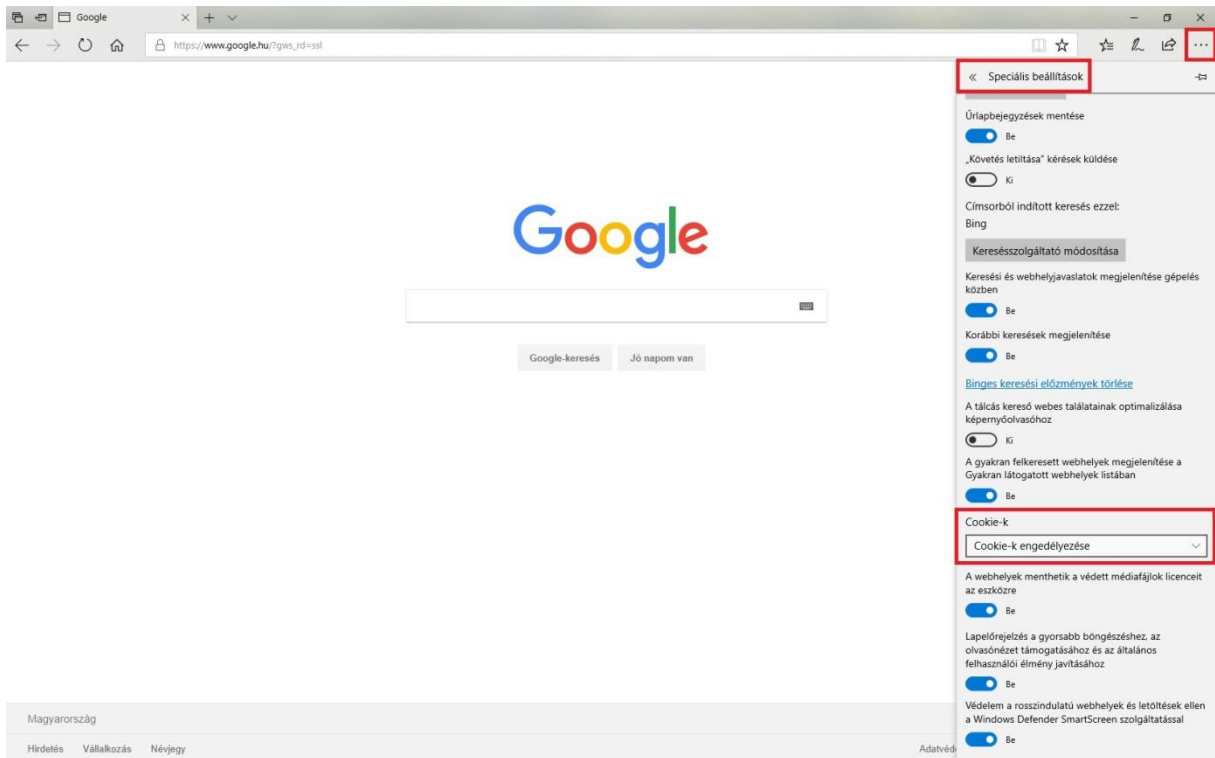 Google
https://www.google.hu/?gws_rd=ssl
Speciális beállítások
Űrlapbejegyzések mentése
Be
„Követés letiltása” kérések küldése
Ki
Címsorból indított keresés ezzel:
Bing
Keresésszolgáltató módosítása
Keresési és webhelyjavaslatok megjelenítése gépelés
közben
Be
Korábbi keresések megjelenítése
Be
Binges keresési előzmények törlése
A tálcás kereső webes találatainak optimalizálása
képernyőolvasóhoz
Ki
A gyakran felkeresett webhelyek megjelenítése a
Gyakran látogatott webhelyek listában
Be
Cookie-k
Cookie-k engedélyezése
A webhelyek menthetik a védett médiafájlok licenceit
az eszközre
Be
Lapelőrejelzés a gyorsabb böngészéshez, az
olvasónézet támogatásához és az általános
felhasználói élmény javításához
Be
Védelem a rosszindulatú webhelyek és letöltések ellen
a Windows Defender SmartScreen szolgáltatással
Be
Google
Google-keresés Jó napom van
Magyarország
Hirdetés Vállalkozás Névjegy